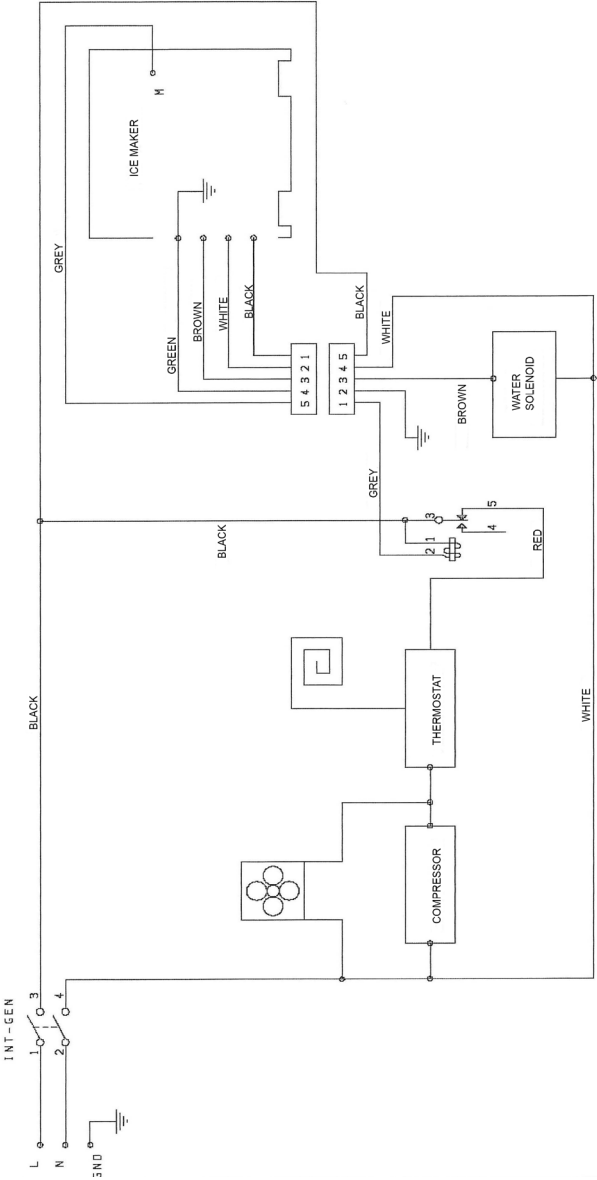 GREY
M
ICE MAKER
GREEN
BROWN
WHITE
BLACK
5 4 3 2 1
1 2 3 4 5
BLACK
WHITE
BROWN
WATER
SOLENOID
GREY
BLACK
3
1
2
5
4
RED
BLACK
THERMOSTAT
WHITE
COMPRESSOR
INT-GEN
3
4
1
2
L
N
GND